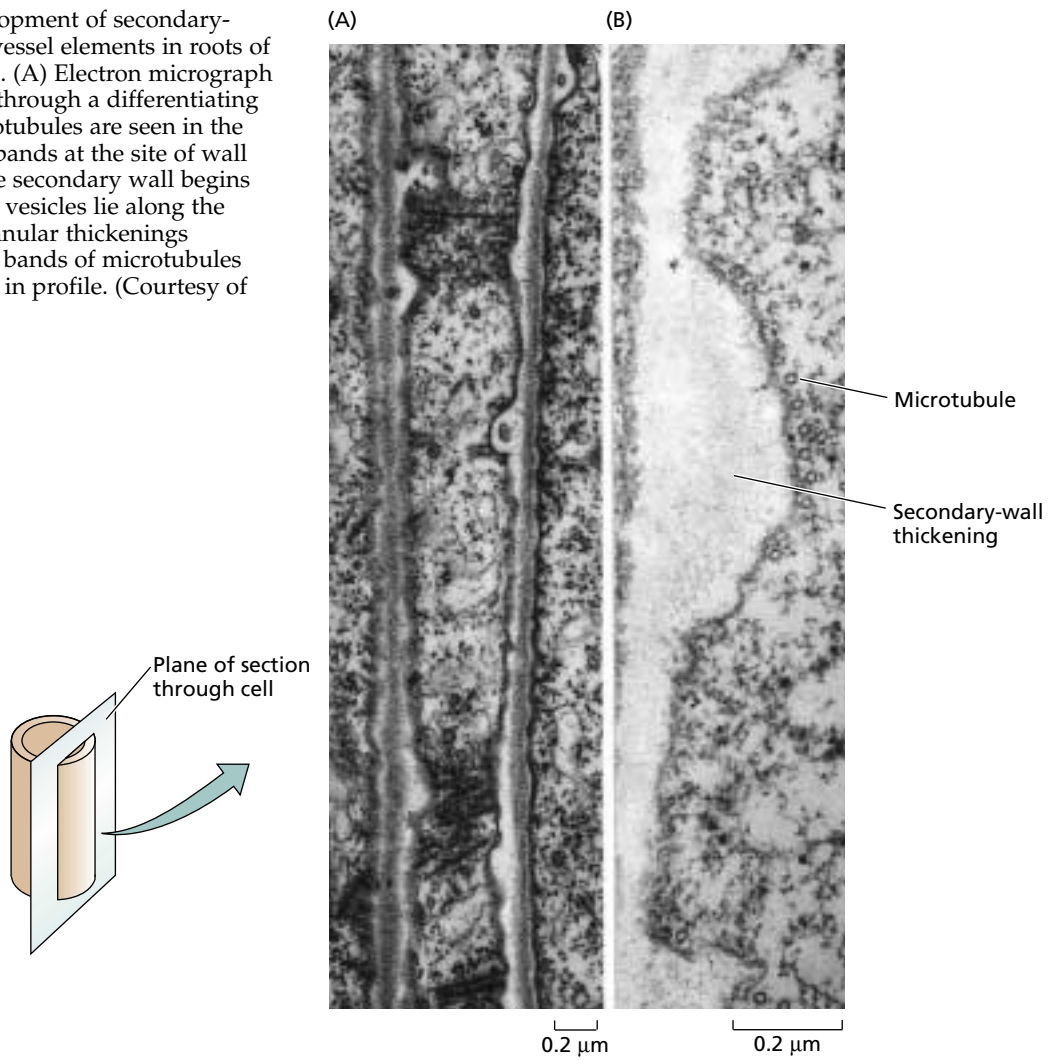 opment of secondary-
vessel elements in roots of
. (A) Electron micrograph
through a differentiating
otubules are seen in the
bands at the site of wall
e secondary wall begins
vesicles lie along the
nnular thickenings
bands of microtubules
in profile. (Courtesy of
(A)
(B)
Microtubule
Secondary-wall
thickening
Plane of section
through cell
0.2 μm
0.2 μm